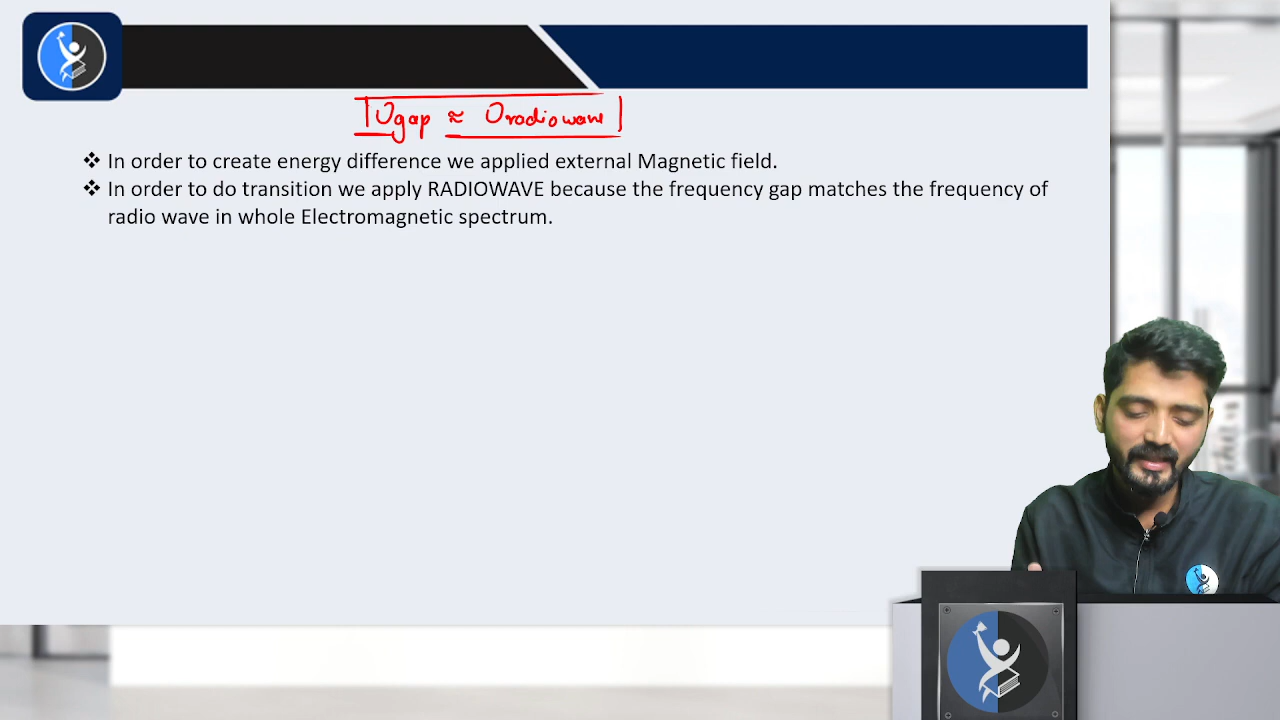 υgap ≈ υradiowave
❖ In order to create energy difference we applied external Magnetic field.
❖ In order to do transition we apply RADIOWAVE because the frequency gap matches the frequency of
radio wave in whole Electromagnetic spectrum.